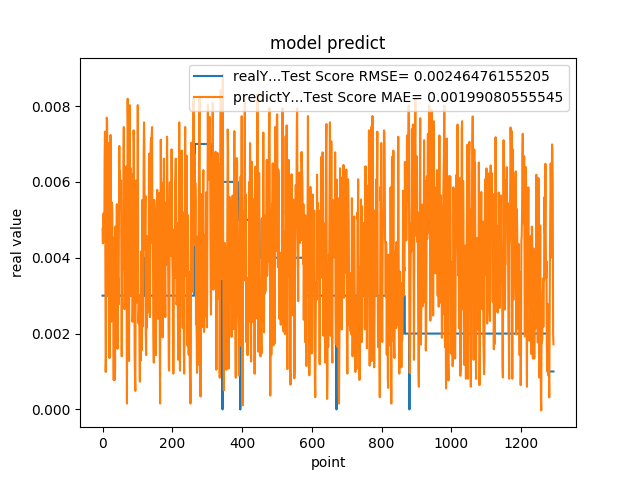 model predict
realY...Test Score RMSE= 0.00246476155205
predictY...Test Score MAE= 0.00199080555545
0.008
0.006
0.004
0.002
0.000
real value
0 200 400 600 800 1000 1200
point